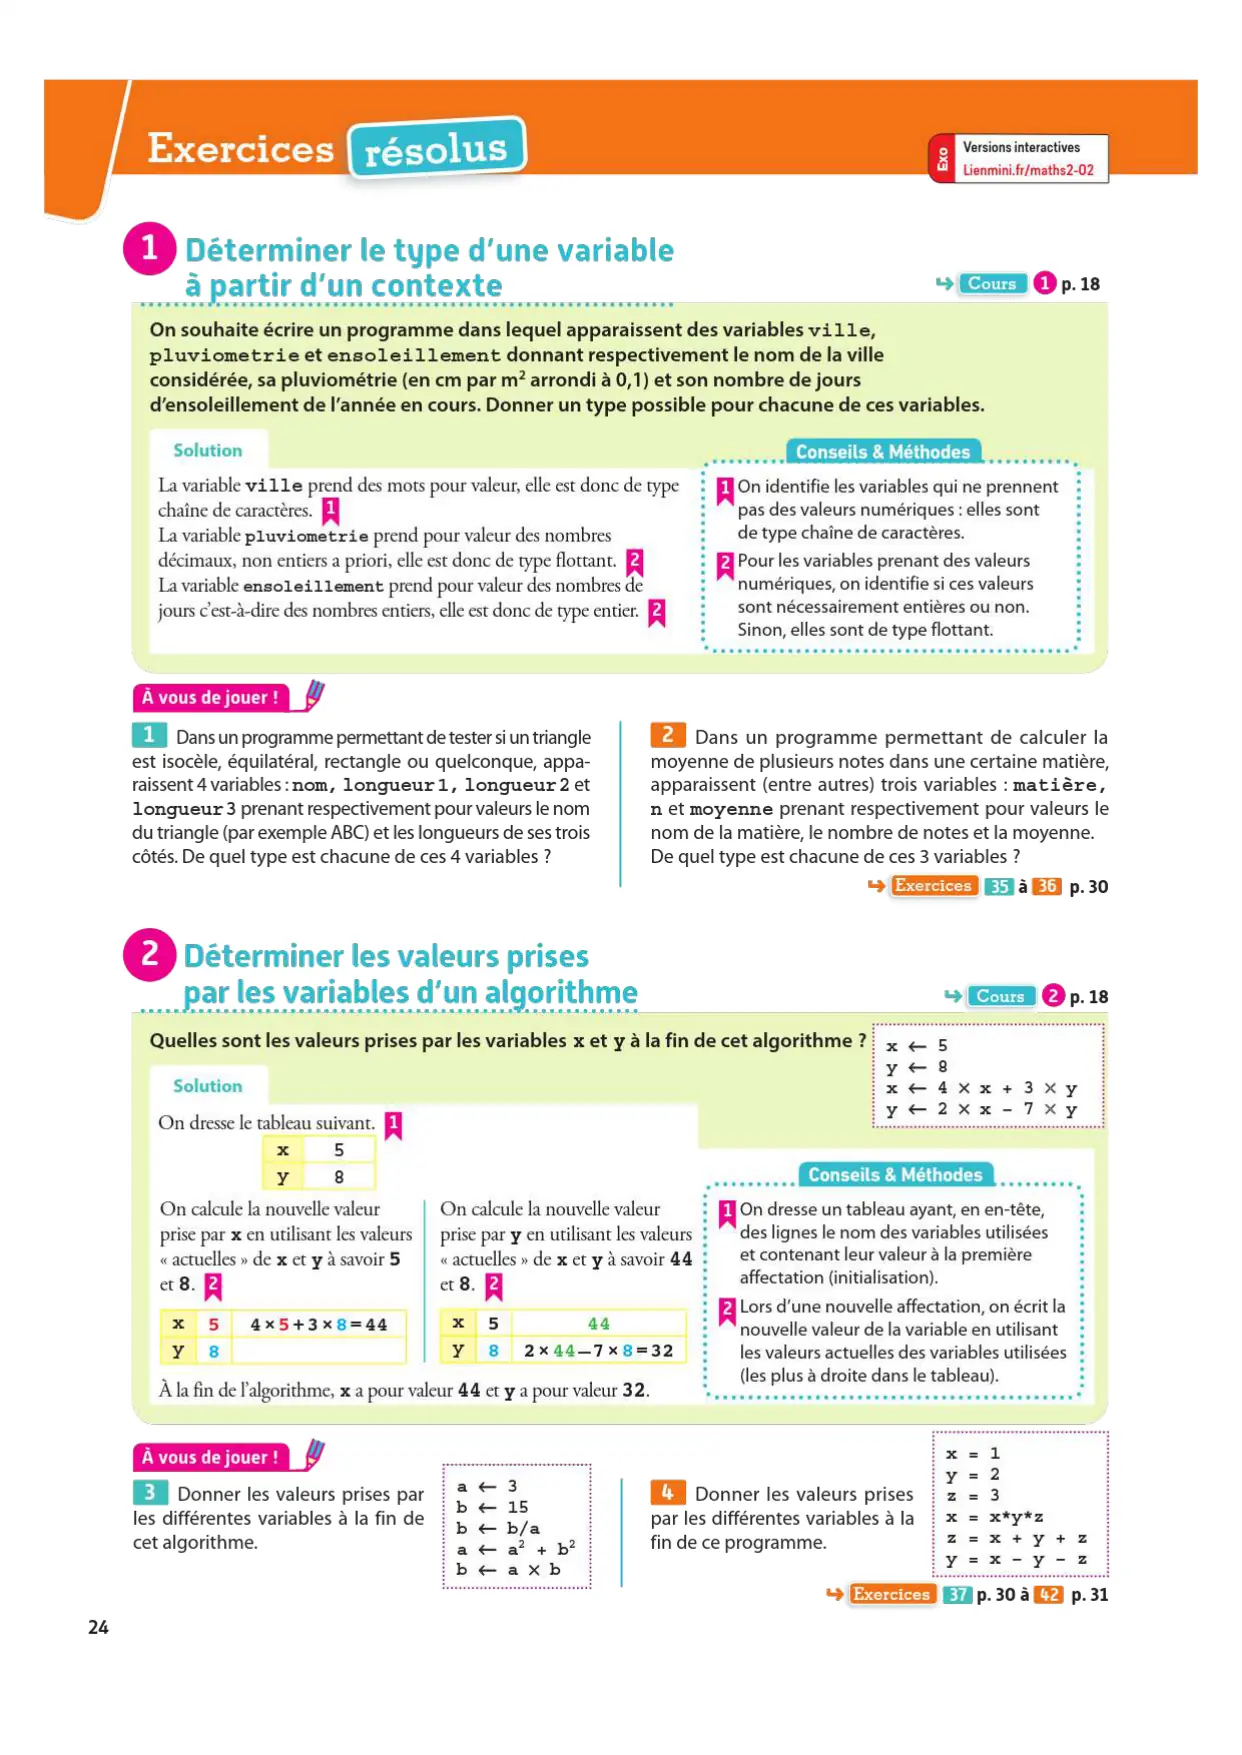 Exercices résolus
Exo
Versions interactives
Lienmini.fr/maths2-02
1 Déterminer le type d'une variable
à partir d'un contexte
Cours 1 p. 18
On souhaite écrire un programme dans lequel apparaissent des variables ville,
pluviometrie et ensoleillement donnant respectivement le nom de la ville
considérée, sa pluviométrie (en cm par m² arrondi à 0,1) et son nombre de jours
d'ensoleillement de l'année en cours. Donner un type possible pour chacune de ces variables.
Solution
La variable ville prend des mots pour valeur, elle est donc de type
chaîne de caractères. 1
La variable pluviometrie prend pour valeur des nombres
décimaux, non entiers a priori, elle est donc de type flottant. 2
La variable ensoleillement prend pour valeur des nombres de
jours c'est-à-dire des nombres entiers, elle est donc de type entier. 2
Conseils & Méthodes
1 On identifie les variables qui ne prennent
pas des valeurs numériques : elles sont
de type chaîne de caractères.
2 Pour les variables prenant des valeurs
numériques, on identifie si ces valeurs
sont nécessairement entières ou non.
Sinon, elles sont de type flottant.
À vous de jouer !
1 Dans un programme permettant de tester si un triangle
est isocèle, équilatéral, rectangle ou quelconque, appa-
raissent 4 variables : nom, longueur1, longueur2 et
longueur3 prenant respectivement pour valeurs le nom
du triangle (par exemple ABC) et les longueurs de ses trois
côtés. De quel type est chacune de ces 4 variables ?
2 Dans un programme permettant de calculer la
moyenne de plusieurs notes dans une certaine matière,
apparaissent (entre autres) trois variables : matière,
n et moyenne prenant respectivement pour valeurs le
nom de la matière, le nombre de notes et la moyenne.
De quel type est chacune de ces 3 variables ?
Exercices 35 à 36 p. 30
2 Déterminer les valeurs prises
par les variables d'un algorithme
Cours 2 p. 18
Quelles sont les valeurs prises par les variables x et y à la fin de cet algorithme ?
x ← 5
y ← 8
x ← 4 × x + 3 × y
y ← 2 × x – 7 × y
Solution
On dresse le tableau suivant. 1
x 5
y 8
On calcule la nouvelle valeur
prise par x en utilisant les valeurs
« actuelles » de x et y à savoir 5
et 8. 2
x 5 4×5+3×8=44
y 8
On calcule la nouvelle valeur
prise par y en utilisant les valeurs
« actuelles » de x et y à savoir 44
et 8. 2
x 5 44
y 8 2×44–7×8=32
À la fin de l'algorithme, x a pour valeur 44 et y a pour valeur 32.
Conseils & Méthodes
1 On dresse un tableau ayant, en en-tête,
des lignes le nom des variables utilisées
et contenant leur valeur à la première
affectation (initialisation).
2 Lors d'une nouvelle affectation, on écrit la
nouvelle valeur de la variable en utilisant
les valeurs actuelles des variables utilisées
(les plus à droite dans le tableau).
À vous de jouer !
3 Donner les valeurs prises par
les différentes variables à la fin de
cet algorithme.
a ← 3
b ← 15
b ← b/a
a ← a² + b²
b ← a × b
4 Donner les valeurs prises
par les différentes variables à la
fin de ce programme.
x = 1
y = 2
z = 3
x = x*y*z
z = x + y + z
y = x – y – z
Exercices 37 p. 30 à 42 p. 31
24